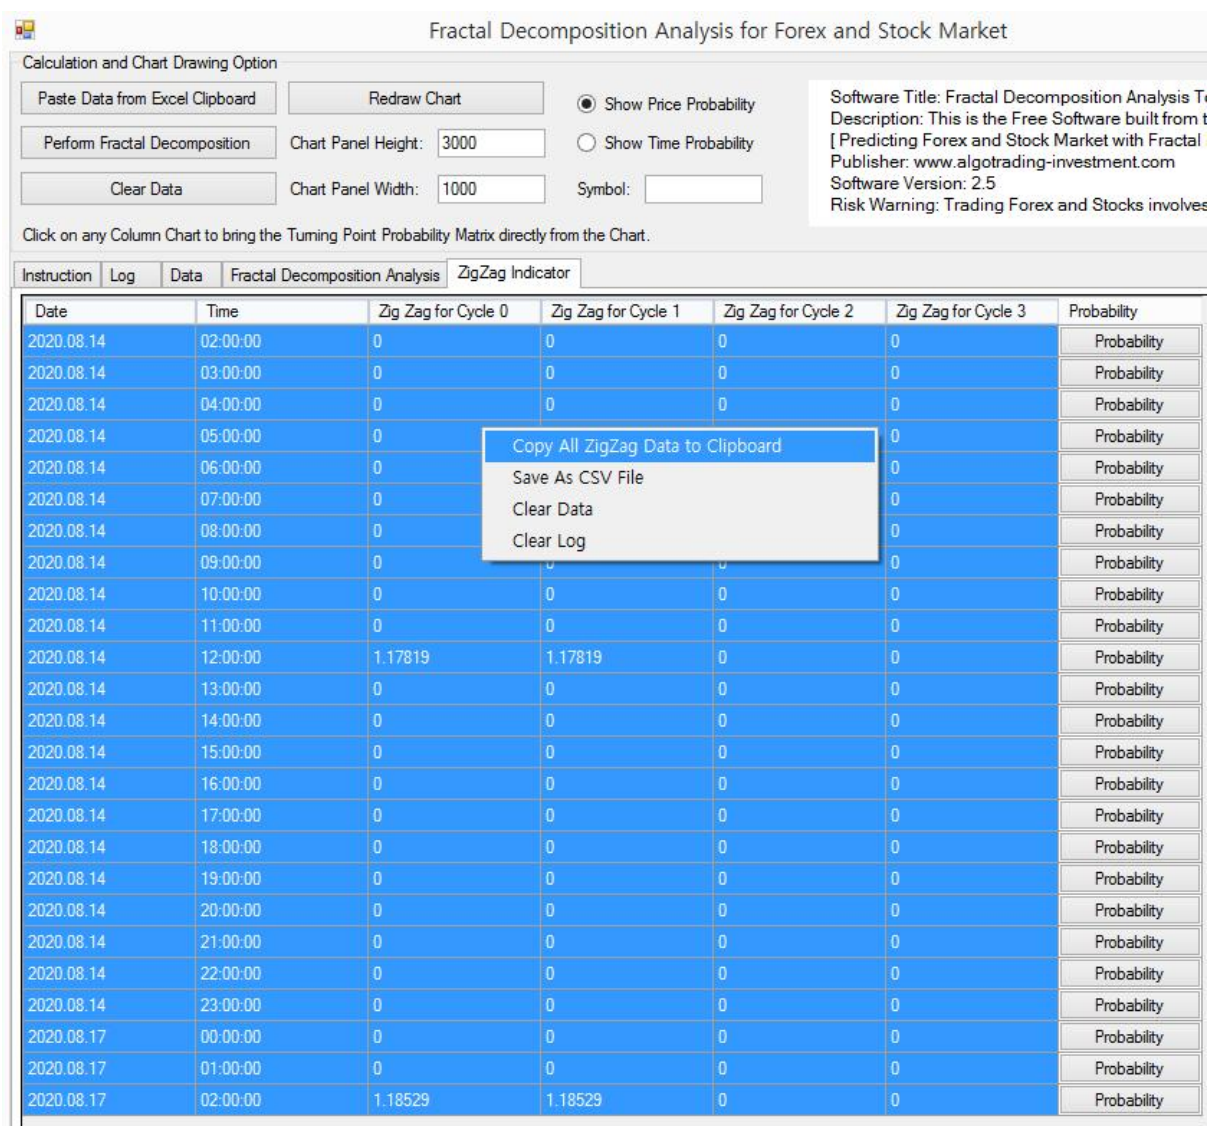 Fractal Decomposition Analysis for Forex and Stock Market
Calculation and Chart Drawing Option
Paste Data from Excel Clipboard
Redraw Chart
Show Price Probability
Perform Fractal Decomposition
Chart Panel Height: 3000
Show Time Probability
Clear Data
Chart Panel Width: 1000
Symbol:
Software Title: Fractal Decomposition Analysis
Description: This is the Free Software built from
[ Predicting Forex and Stock Market with Fractal
Publisher: www.algotrading-investment.com
Software Version: 2.5
Risk Warning: Trading Forex and Stocks involves
Click on any Column Chart to bring the Turning Point Probability Matrix directly from the Chart.
Instruction Log Data Fractal Decomposition Analysis ZigZag Indicator
Date Time Zig Zag for Cycle 0 Zig Zag for Cycle 1 Zig Zag for Cycle 2 Zig Zag for Cycle 3 Probability
2020.08.14 02:00:00 0 0 0 0 Probability
2020.08.14 03:00:00 0 0 0 0 Probability
2020.08.14 04:00:00 0 0 0 0 Probability
2020.08.14 05:00:00 0 0 Probability
2020.08.14 06:00:00 0 0 Probability
2020.08.14 07:00:00 0 0 Probability
2020.08.14 08:00:00 0 0 Probability
2020.08.14 09:00:00 0 0 0 0 Probability
Copy All ZigZag Data to Clipboard
Save As CSV File
Clear Data
Clear Log
2020.08.14 10:00:00 0 0 0 0 Probability
2020.08.14 11:00:00 0 0 0 0 Probability
2020.08.14 12:00:00 1.17819 1.17819 0 0 Probability
2020.08.14 13:00:00 0 0 0 0 Probability
2020.08.14 14:00:00 0 0 0 0 Probability
2020.08.14 15:00:00 0 0 0 0 Probability
2020.08.14 16:00:00 0 0 0 0 Probability
2020.08.14 17:00:00 0 0 0 0 Probability
2020.08.14 18:00:00 0 0 0 0 Probability
2020.08.14 19:00:00 0 0 0 0 Probability
2020.08.14 20:00:00 0 0 0 0 Probability
2020.08.14 21:00:00 0 0 0 0 Probability
2020.08.14 22:00:00 0 0 0 0 Probability
2020.08.14 23:00:00 0 0 0 0 Probability
2020.08.17 00:00:00 0 0 0 0 Probability
2020.08.17 01:00:00 0 0 0 0 Probability
2020.08.17 02:00:00 1.18529 1.18529 0 0 Probability